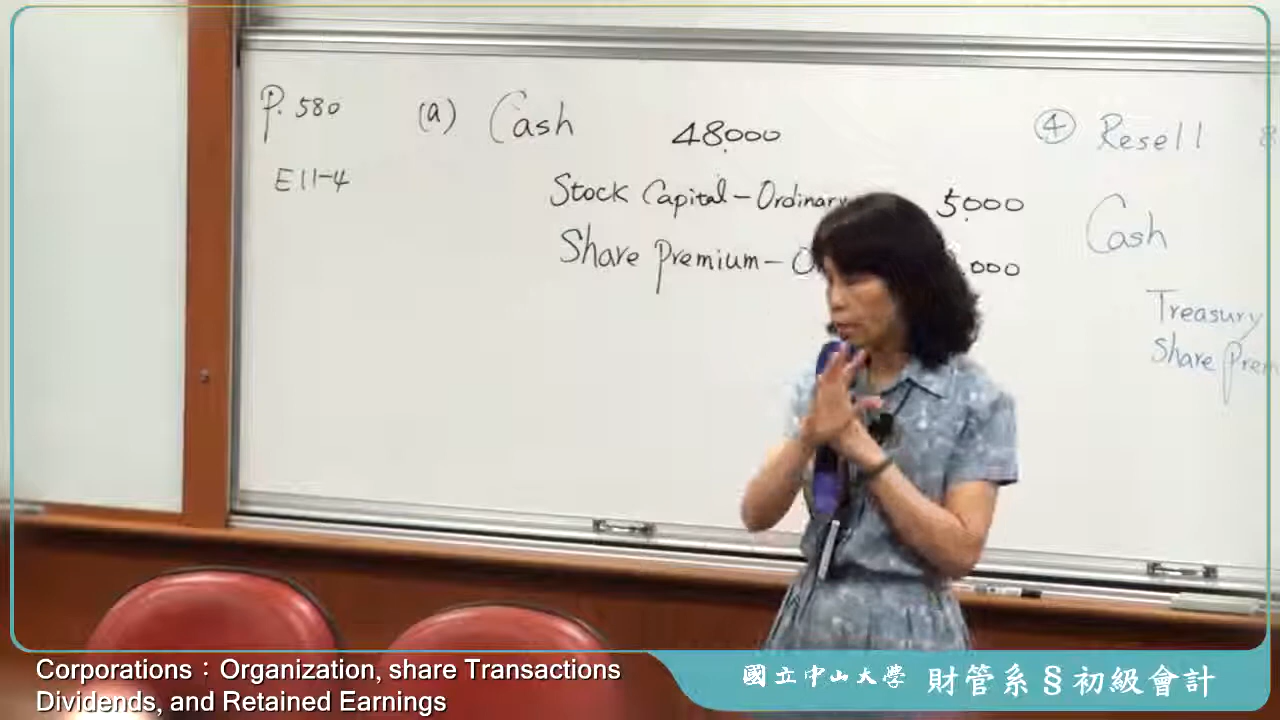 P. 580
E11-4
(a) Cash 48,000
Stock Capital – Ordinary 5,000
Share Premium – ,000
④ Resell
Cash
Treasury
Share Prem
Corporations：Organization, share Transactions
Dividends, and Retained Earnings
國立中山大學 財管系§初級會計